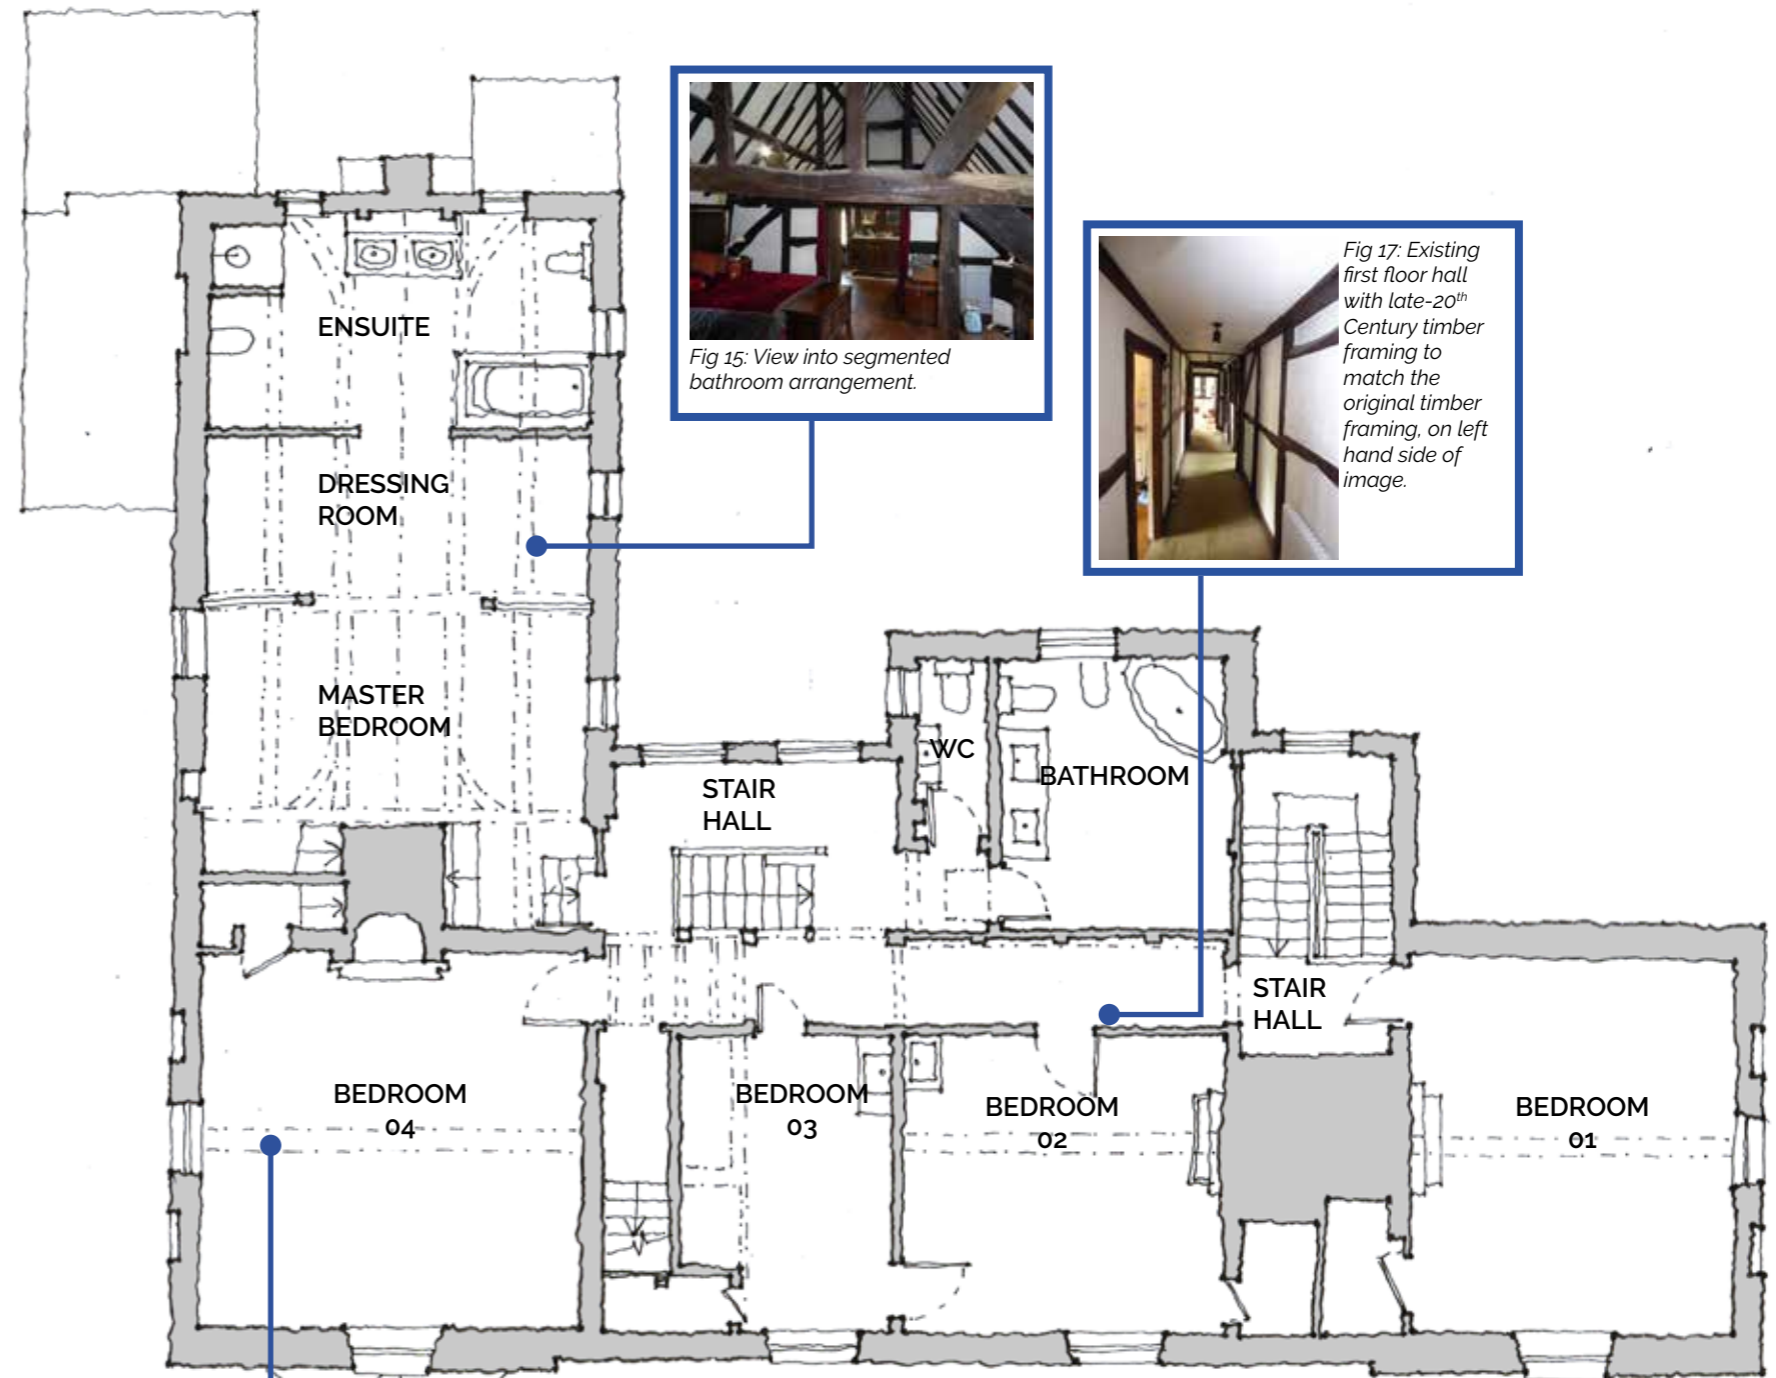 Fig 15: View into segmented
bathroom arrangement.
Fig 17: Existing
first floor hall
with late-20th
Century timber
framing to
match the
original timber
framing, on left
hand side of
image.
ENSUITE
DRESSING
ROOM
MASTER
BEDROOM
STAIR
HALL
WC
BATHROOM
STAIR
HALL
BEDROOM
04
BEDROOM
03
BEDROOM
02
BEDROOM
01